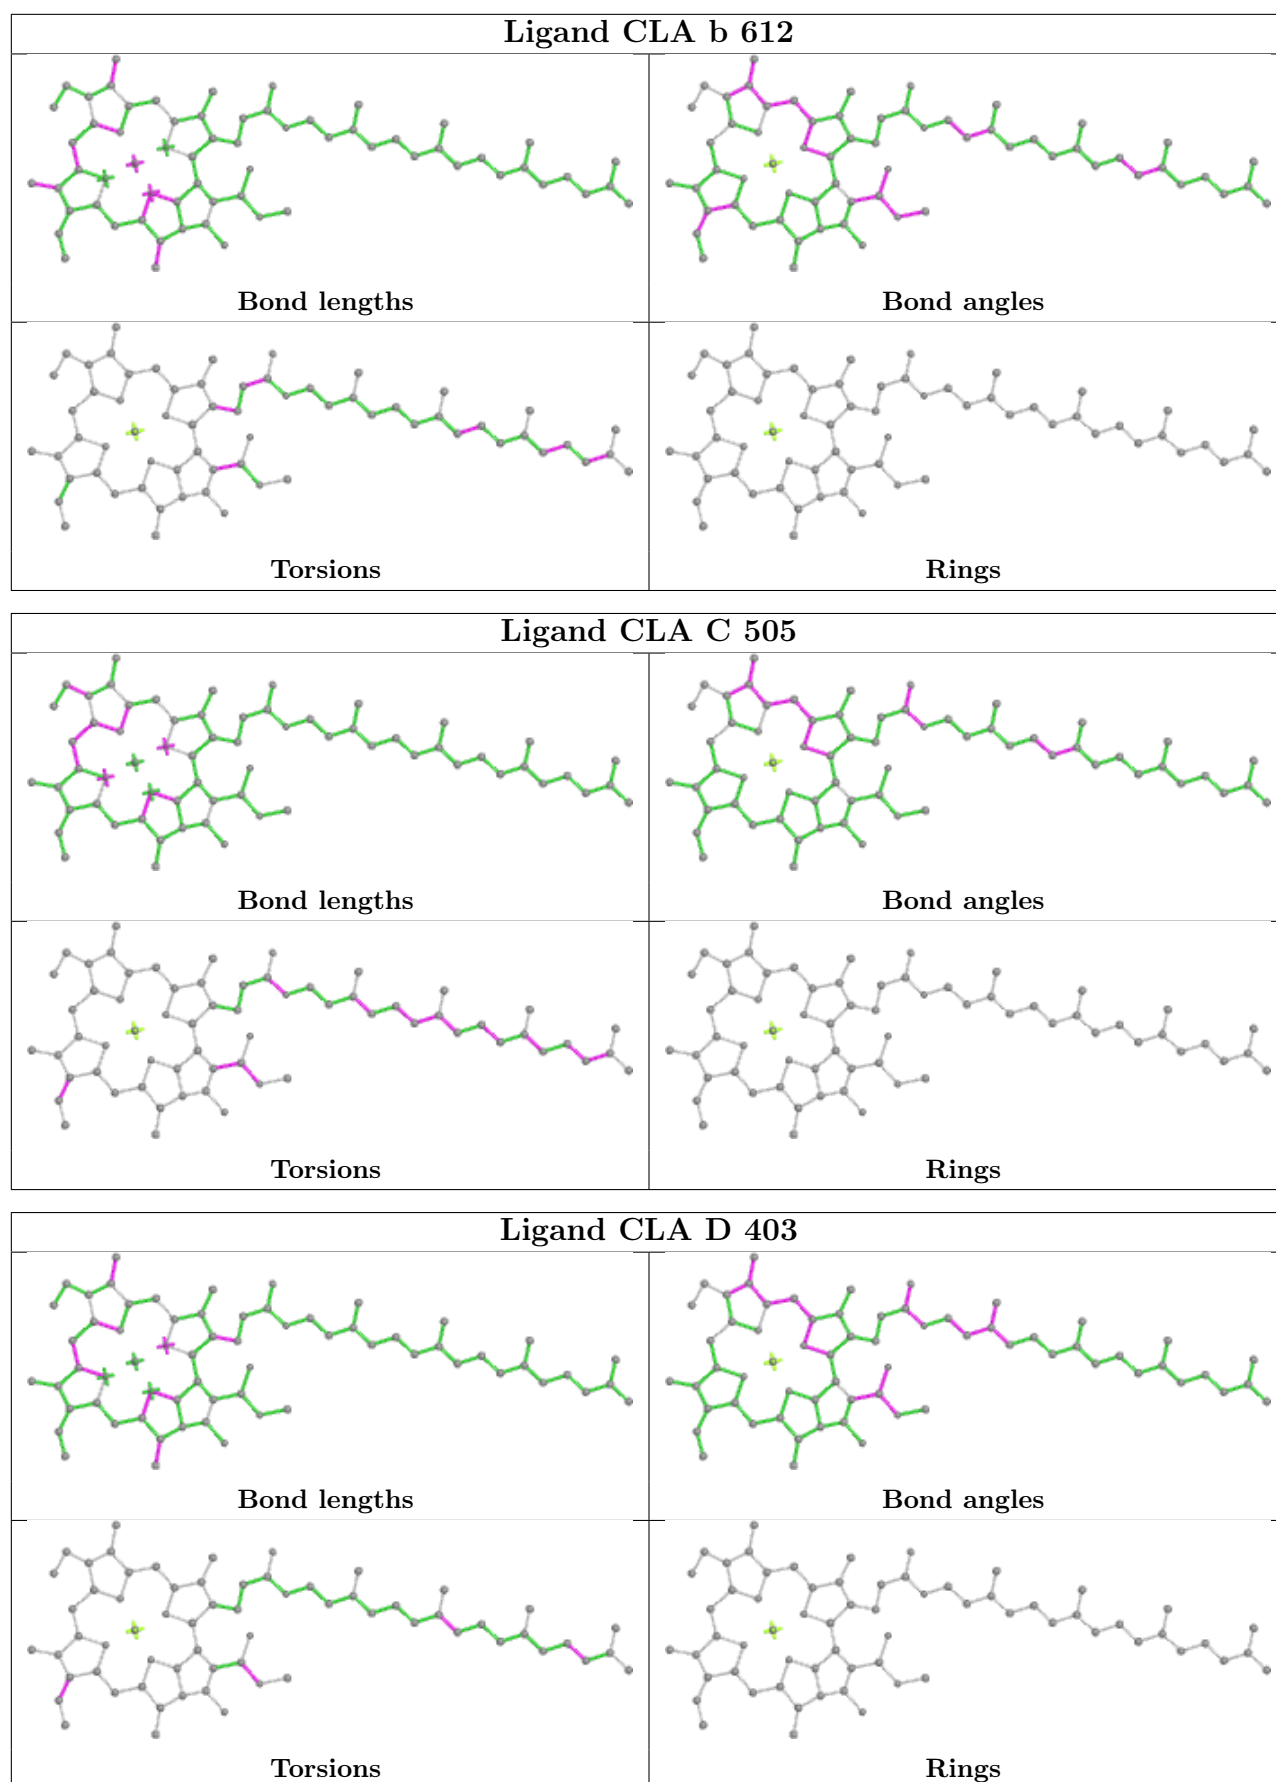 Ligand CLA b 612
Bond lengths
Bond angles
Torsions
Rings
Ligand CLA C 505
Bond lengths
Bond angles
Torsions
Rings
Ligand CLA D 403
Bond lengths
Bond angles
Torsions
Rings